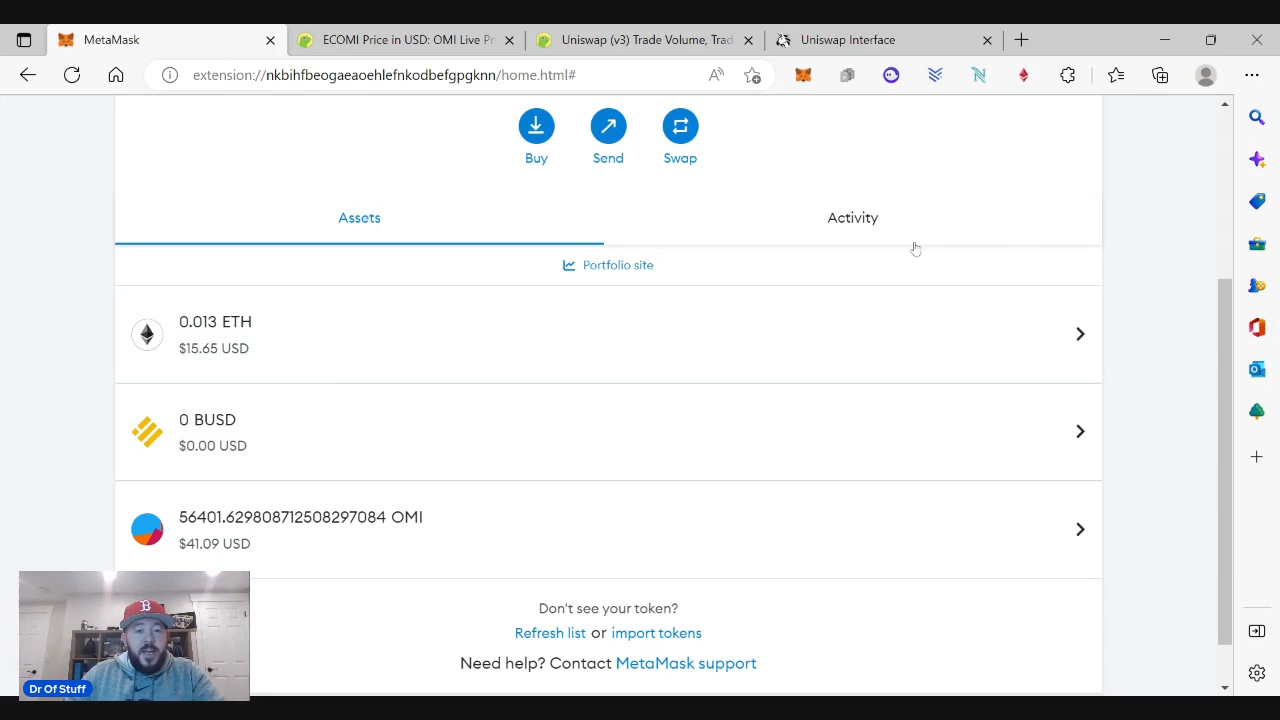 MetaMask
ECOMI Price in USD: OMI Live Pr
Uniswap (v3) Trade Volume, Trad
Uniswap Interface
extension://nkbihfbeogaeaoehlefnkodbefgpgknn/home.html#
Buy
Send
Swap
Assets
Activity
Portfolio site
0.013 ETH
$15.65 USD
0 BUSD
$0.00 USD
56401.629808712508297084 OMI
$41.09 USD
Don't see your token?
Refresh list or import tokens
Need help? Contact MetaMask support
B
Dr Of Stuff